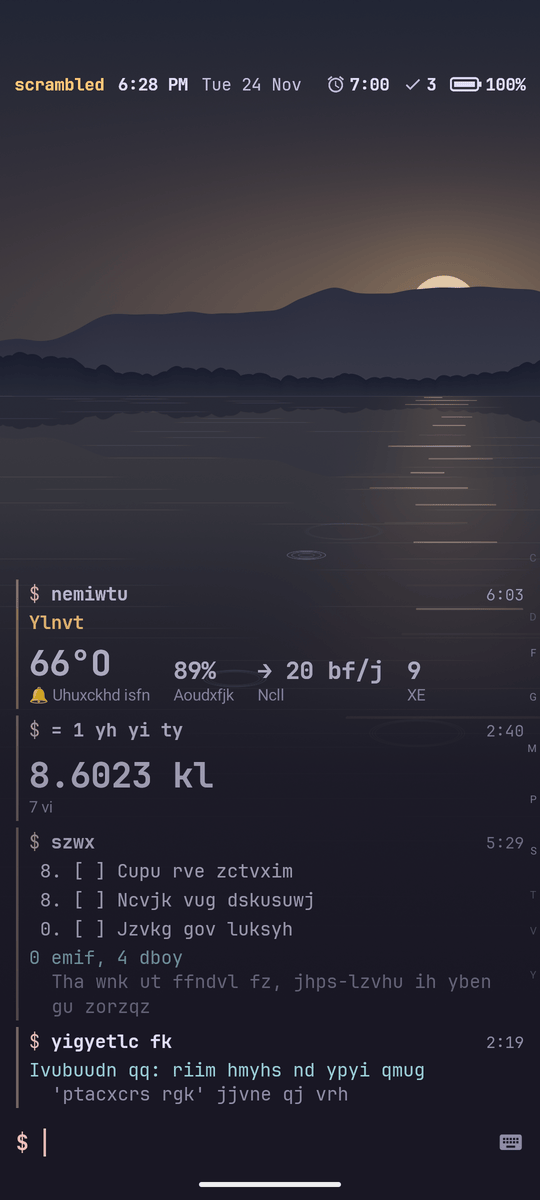 scrambled 6:28 PM Tue 24 Nov 7:00 3 100%
$ nemiwtu 6:03
Ylnvt
66°O 89% → 20 bf/j 9
Uhuxckhd isfn Aoudxfjk Ncll XE
$ = 1 yh yi ty 2:40
8.6023 kl
7 vi
$ szwx 5:29
8. [ ] Cupu rve zctvxim
8. [ ] Ncvjk vug dskusuwj
0. [ ] Jzvkg gov luksyh
0 emif, 4 dboy
Tha wnk ut ffndvl fz, jhps-lzvhu ih yben
gu zorzqz
$ yigyetlc fk 2:19
Ivubuudn qq: riim hmyhs nd ypyi qmug
'ptacxcrs rgk' jjvne qj vrh
$
C
D
F
G
M
P
S
T
V
Y